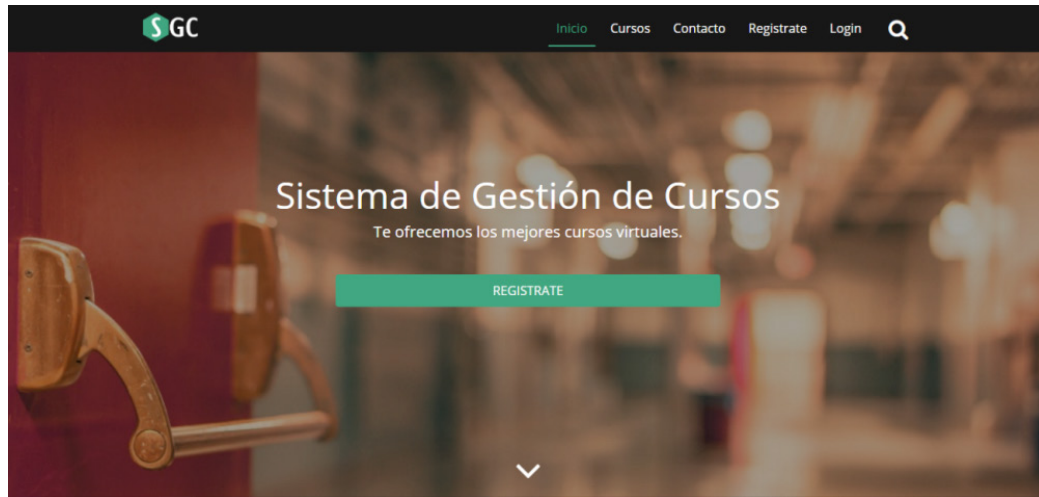 SGC
Inicio Cursos Contacto Registrate Login
Sistema de Gestión de Cursos
Te ofrecemos los mejores cursos virtuales.
REGISTRATE